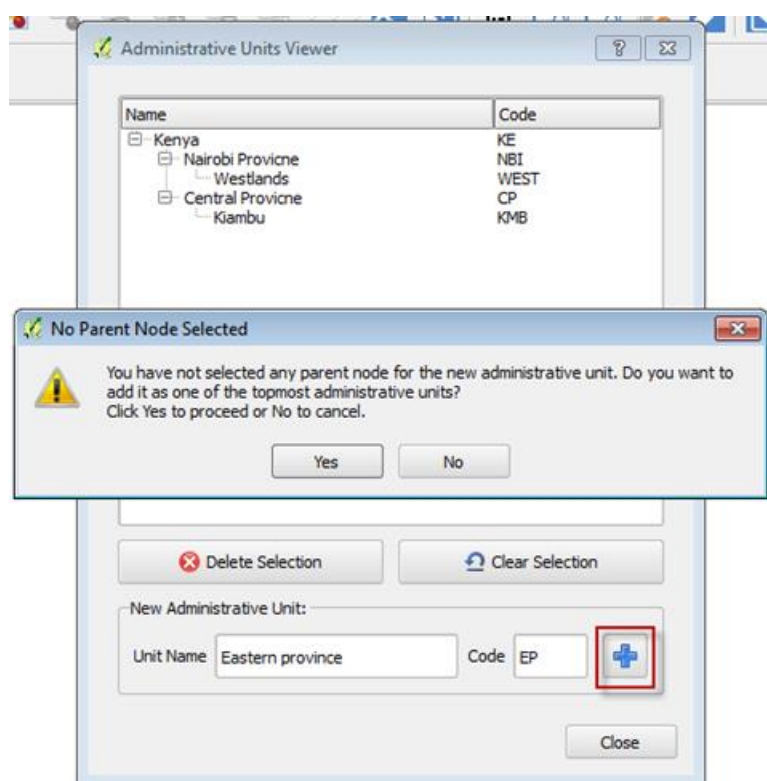 Administrative Units Viewer
Name Code
Kenya KE
Nairobi Provicne NBI
Westlands WEST
Central Provicne CP
Kiambu KMB
No Parent Node Selected
You have not selected any parent node for the new administrative unit. Do you want to
add it as one of the topmost administrative units?
Click Yes to proceed or No to cancel.
Yes No
Delete Selection Clear Selection
New Administrative Unit:
Unit Name Eastern province Code EP
Close